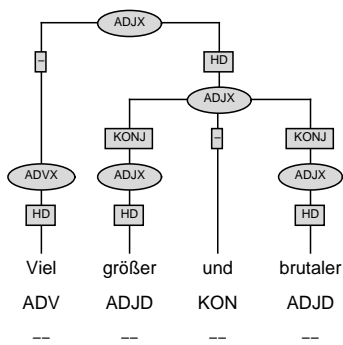 ADJX
– HD
ADJX
KONJ – KONJ
ADVX ADJX ADJX
HD HD HD
Viel größer und brutaler
ADV ADJD KON ADJD
–– –– –– ––